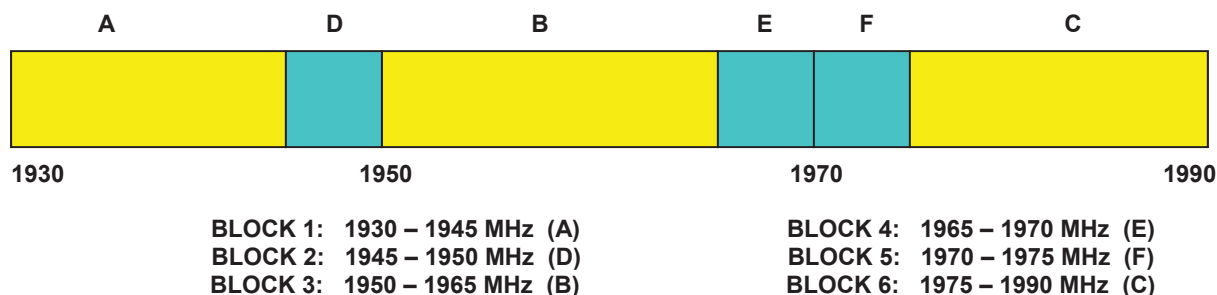 A D B E F C
1930 1950 1970 1990
BLOCK 1: 1930 – 1945 MHz (A)
BLOCK 2: 1945 – 1950 MHz (D)
BLOCK 3: 1950 – 1965 MHz (B)
BLOCK 4: 1965 – 1970 MHz (E)
BLOCK 5: 1970 – 1975 MHz (F)
BLOCK 6: 1975 – 1990 MHz (C)